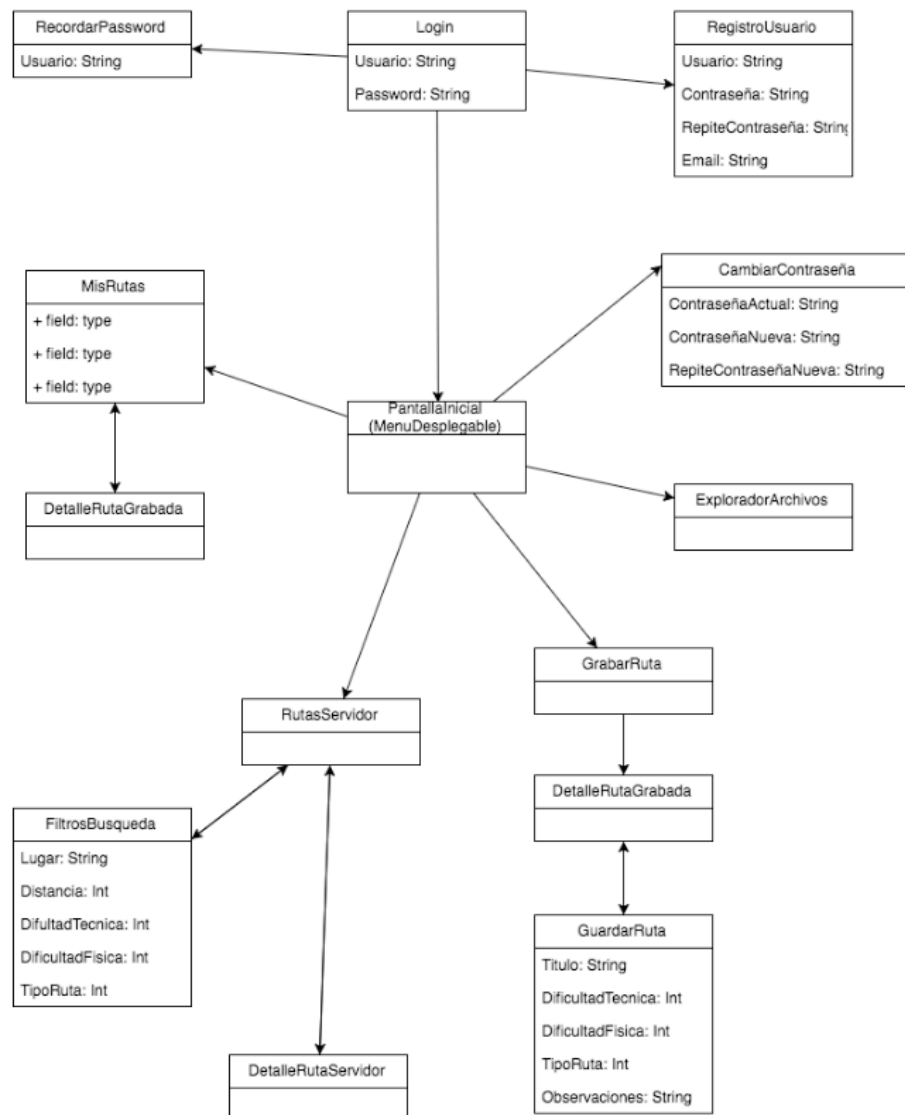 RecordarPassword
Usuario: String
Login
Usuario: String
Password: String
RegistroUsuario
Usuario: String
Contraseña: String
RepiteContraseña: String
Email: String
MisRutas
+ field: type
+ field: type
+ field: type
CambiarContraseña
ContraseñaActual: String
ContraseñaNueva: String
RepiteContraseñaNueva: String
PantallaInicial
(MenuDesplegable)
DetalleRutaGrabada
ExploradorArchivos
GrabarRuta
RutasServidor
DetalleRutaGrabada
FiltrosBusqueda
Lugar: String
Distancia: Int
DifultadTecnica: Int
DificultadFisica: Int
TipoRuta: Int
GuardarRuta
Titulo: String
DificultadTecnica: Int
DificultadFisica: Int
TipoRuta: Int
Observaciones: String
DetalleRutaServidor